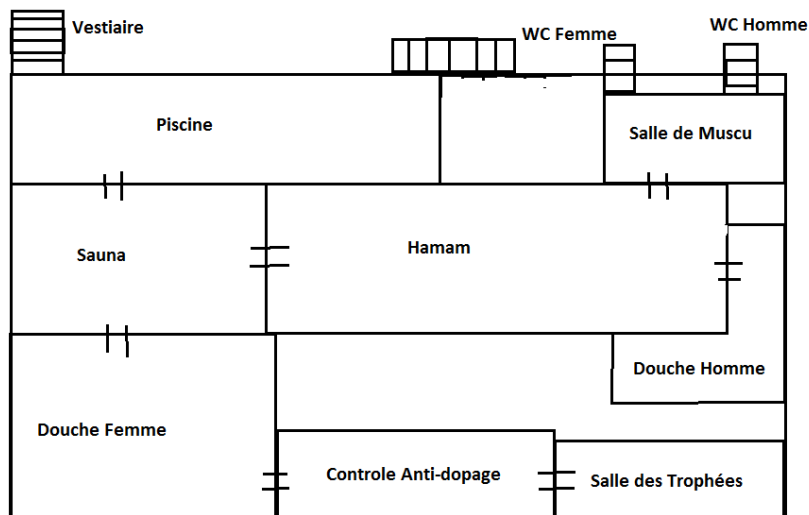 Vestiaire
WC Femme
WC Homme
Piscine
Salle de Muscu
Sauna
Hamam
Douche Homme
Douche Femme
Controle Anti-dopage
Salle des Trophées